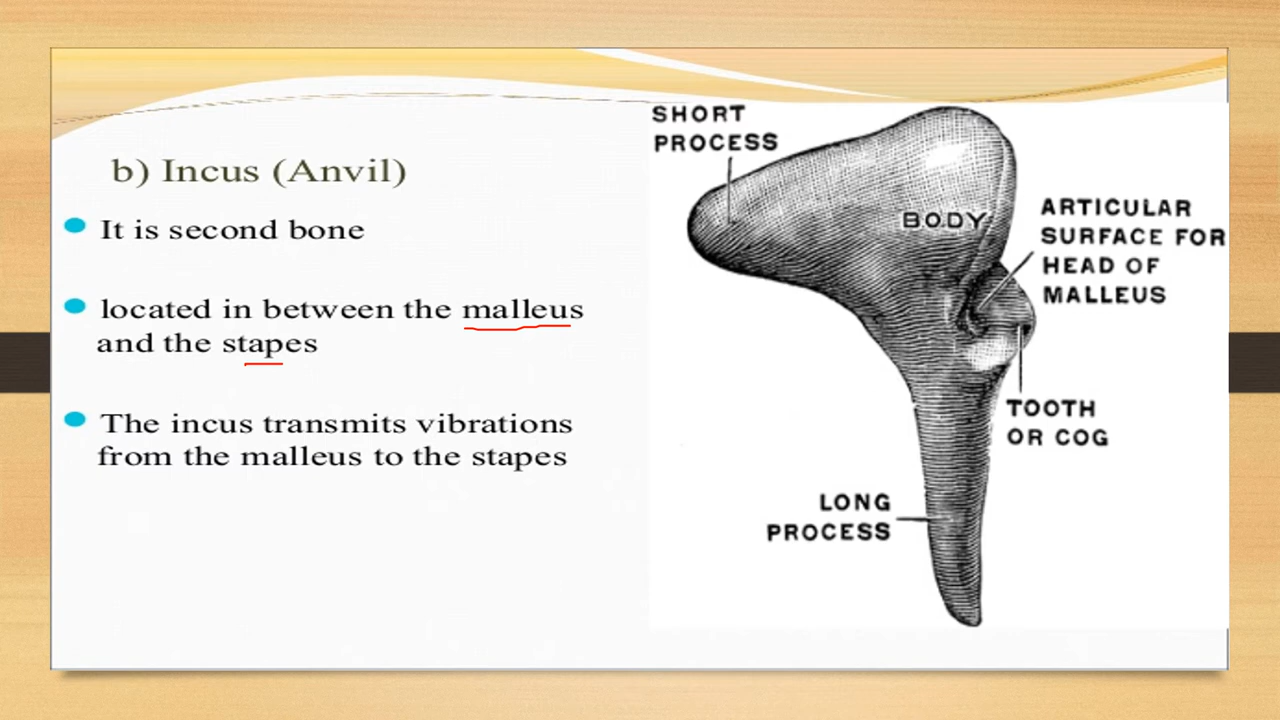 b) Incus (Anvil)
It is second bone
located in between the malleus
and the stapes
The incus transmits vibrations
from the malleus to the stapes
SHORT
PROCESS
BODY
ARTICULAR
SURFACE FOR
HEAD OF
MALLEUS
TOOTH
OR COG
LONG
PROCESS